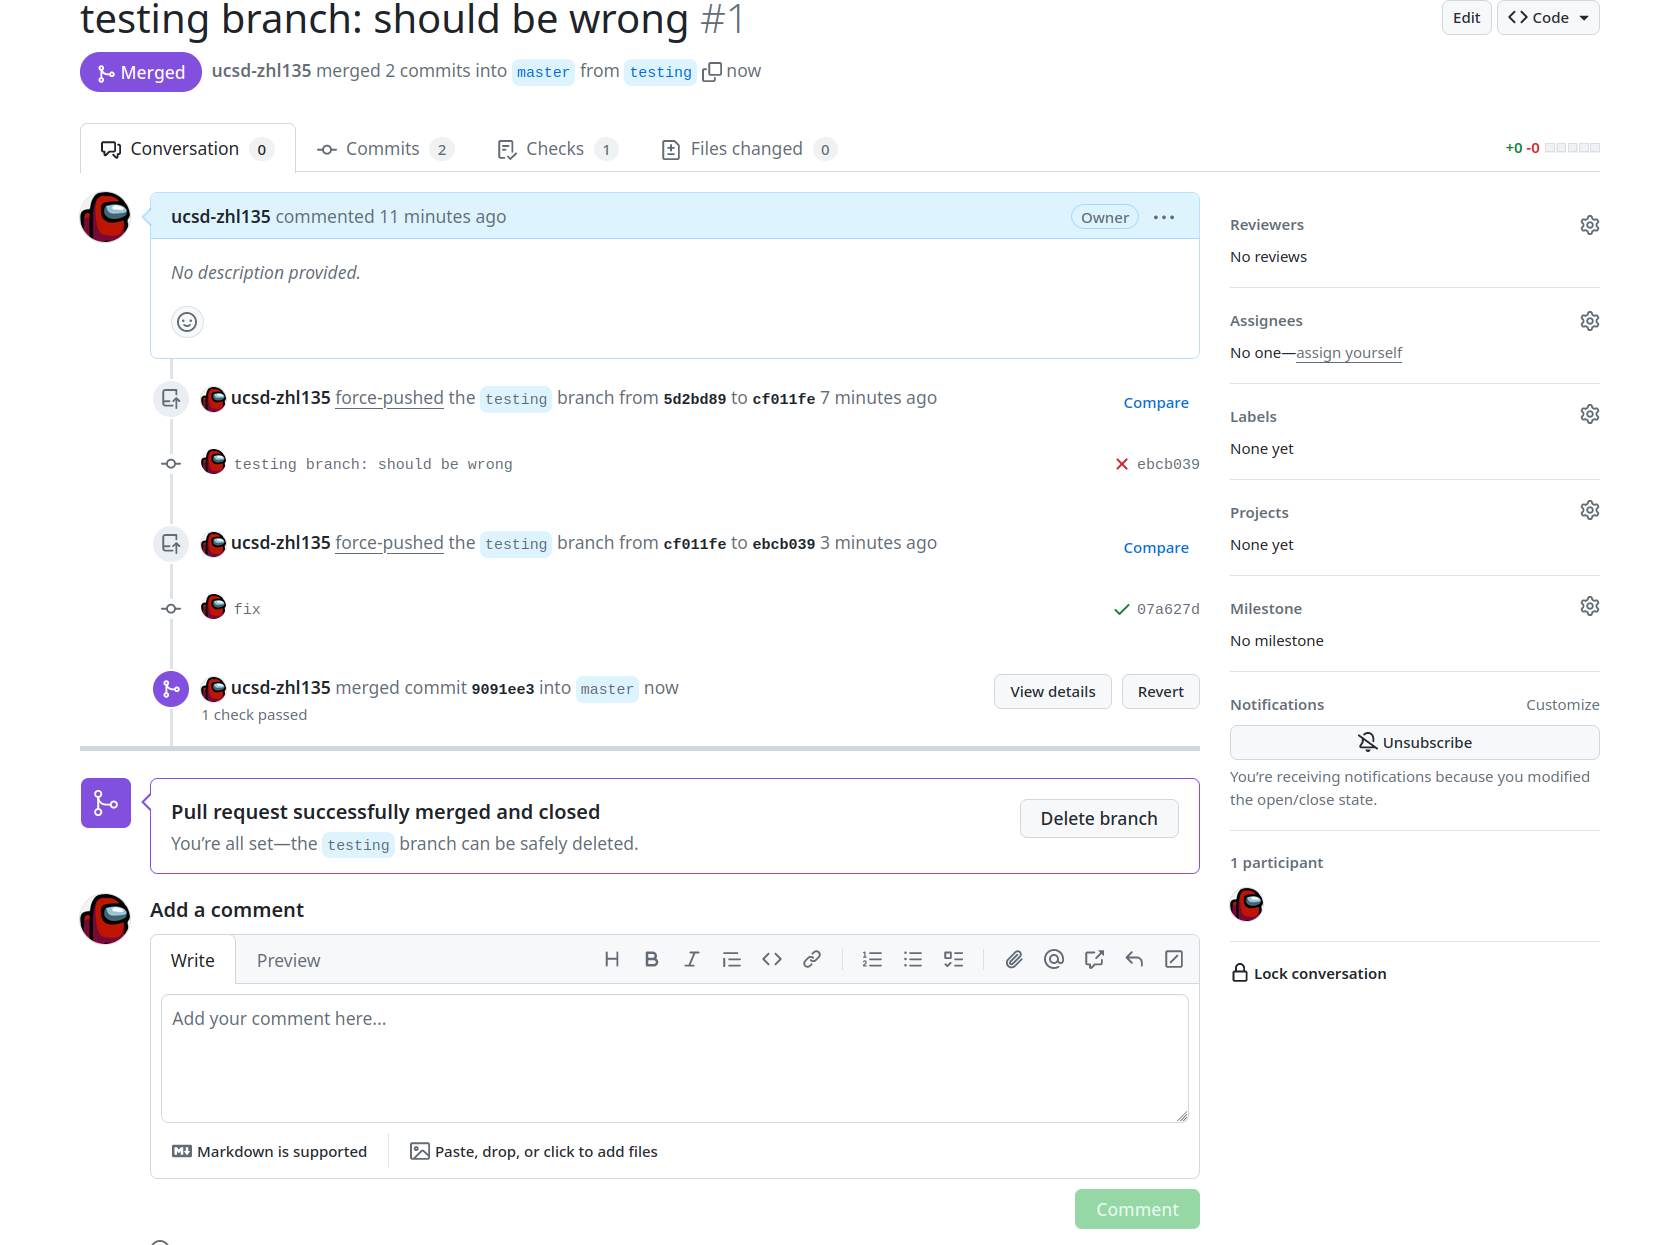 testing branch: should be wrong #1
Edit
Code
Merged
ucsd-zhl135 merged 2 commits into master from testing now
Conversation 0
Commits 2
Checks 1
Files changed 0
+0 -0
ucsd-zhl135 commented 11 minutes ago
Owner
No description provided.
ucsd-zhl135 force-pushed the testing branch from 5d2bd89 to cf011fe 7 minutes ago
Compare
testing branch: should be wrong
ebcb039
ucsd-zhl135 force-pushed the testing branch from cf011fe to ebcb039 3 minutes ago
Compare
fix
07a627d
ucsd-zhl135 merged commit 9091ee3 into master now
1 check passed
View details
Revert
Pull request successfully merged and closed
You’re all set—the testing branch can be safely deleted.
Delete branch
Add a comment
Write
Preview
Add your comment here...
Markdown is supported
Paste, drop, or click to add files
Comment
Reviewers
No reviews
Assignees
No one—assign yourself
Labels
None yet
Projects
None yet
Milestone
No milestone
Notifications
Customize
Unsubscribe
You’re receiving notifications because you modified
the open/close state.
1 participant
Lock conversation